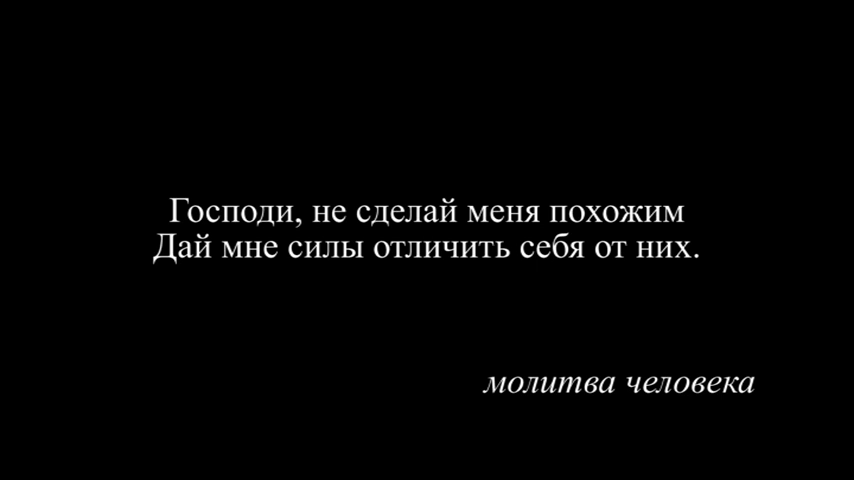 Господи, не сделай меня похожим
Дай мне силы отличить себя от них.
молитва человека